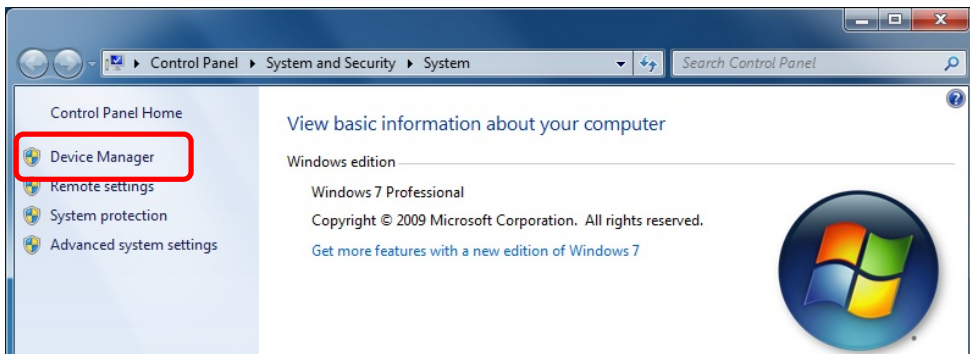 Control Panel ▸ System and Security ▸ System
Search Control Panel
Control Panel Home
Device Manager
Remote settings
System protection
Advanced system settings
View basic information about your computer
Windows edition
Windows 7 Professional
Copyright © 2009 Microsoft Corporation. All rights reserved.
Get more features with a new edition of Windows 7